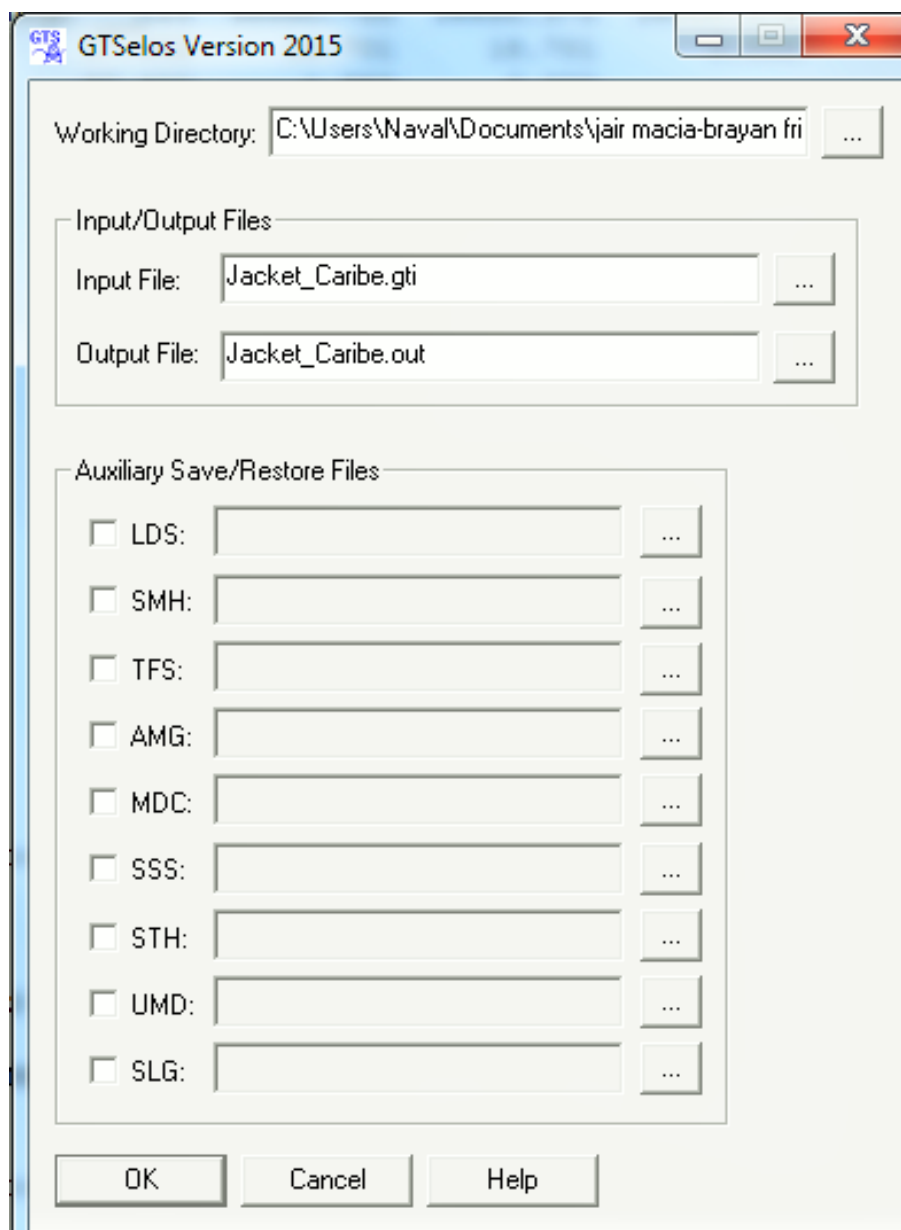 GTS
GTSelos Version 2015
Working Directory: C:\Users\Naval\Documents\jair macia-brayan fri ...
Input/Output Files
Input File: Jacket_Caribe.gti ...
Output File: Jacket_Caribe.out ...
Auxiliary Save/Restore Files
LDS: ...
SMH: ...
TFS: ...
AMG: ...
MDC: ...
SSS: ...
STH: ...
UMD: ...
SLG: ...
OK Cancel Help